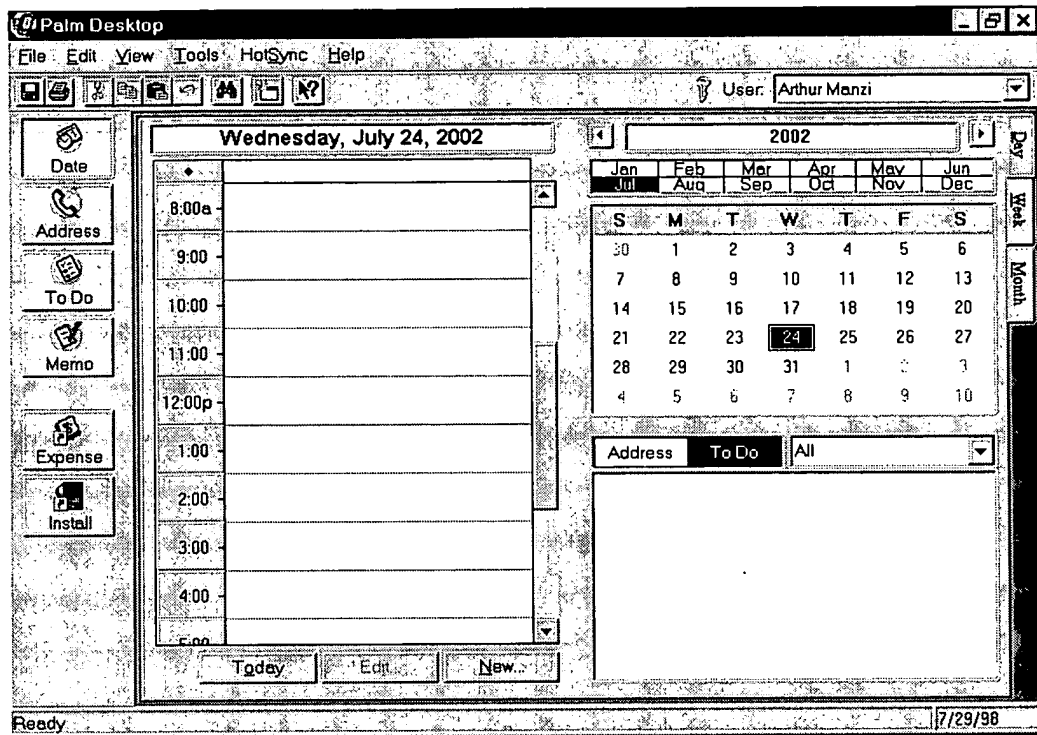 Palm Desktop
File Edit View Tools HotSync Help
User: Arthur Manzi
Date
Address
To Do
Memo
Expense
Install
Wednesday, July 24, 2002
8:00a
9:00
10:00
11:00
12:00p
1:00
2:00
3:00
4:00
5:00
Today Edit... New...
2002
Jan Feb Mar Apr May Jun
Jul Aug Sep Oct Nov Dec
S M T W T F S
30 1 2 3 4 5 6
7 8 9 10 11 12 13
14 15 16 17 18 19 20
21 22 23 24 25 26 27
28 29 30 31 1 2 3
4 5 6 7 8 9 10
Address To Do All
Day
Week
Month
Ready 7/29/98